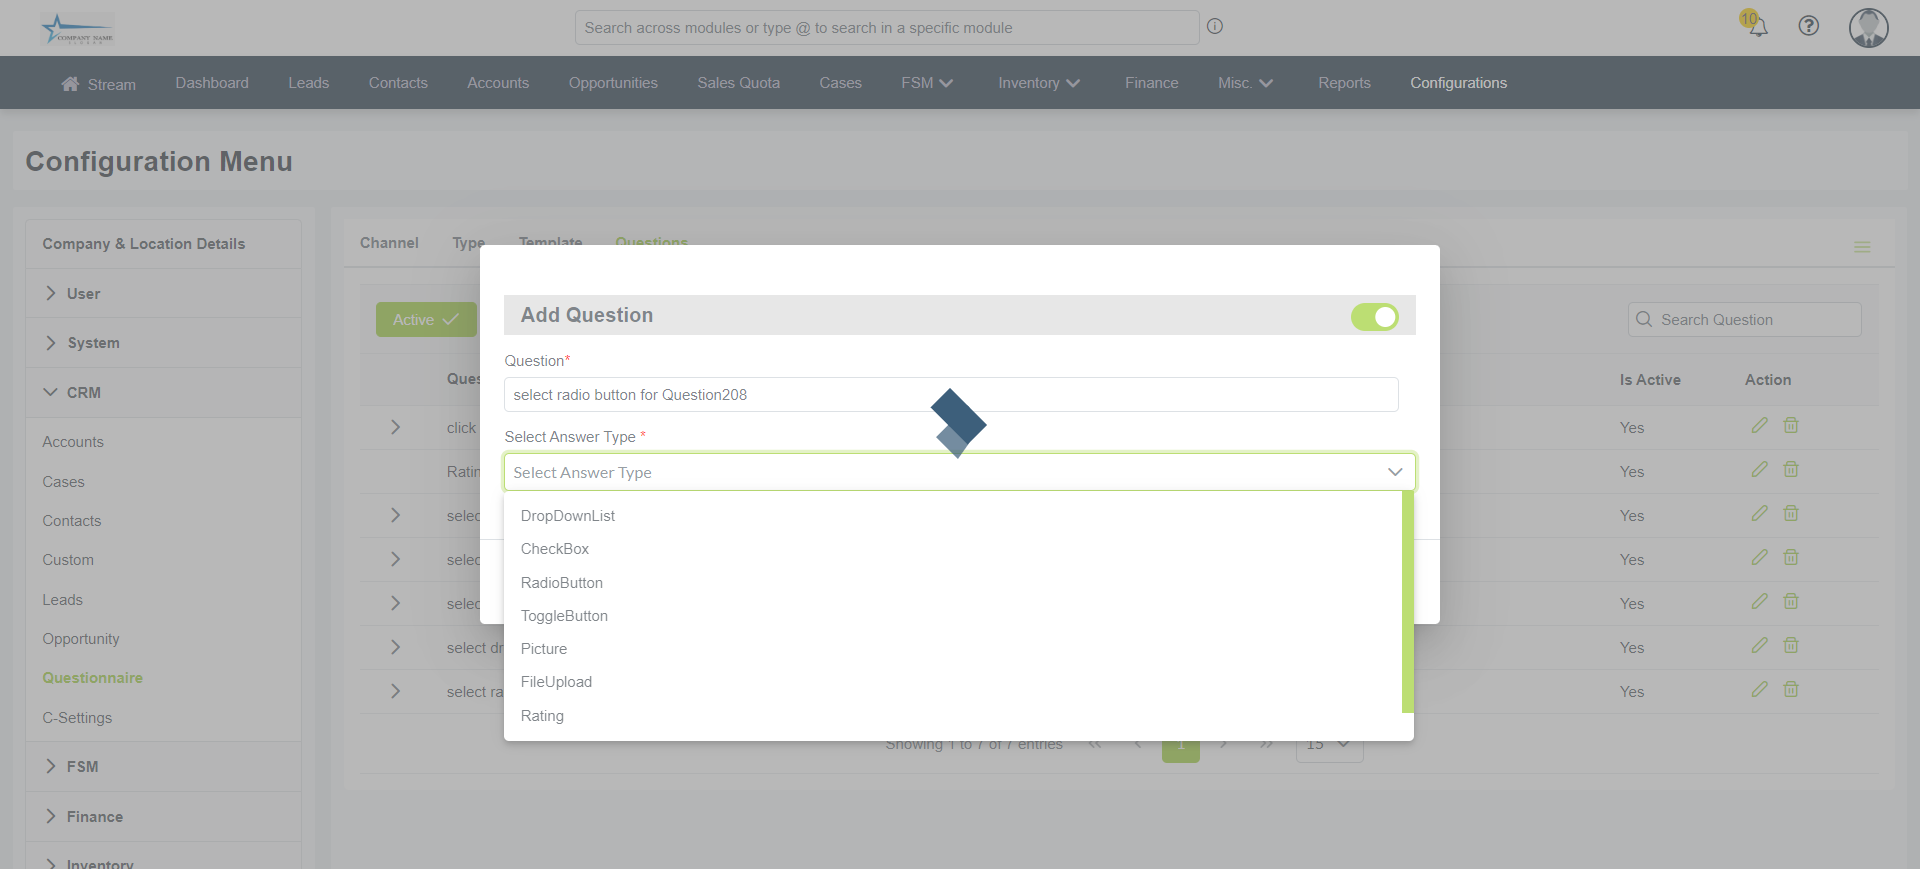 COMPANY NAME
Search across modules or type @ to search in a specific module
10
Stream
Dashboard
Leads
Contacts
Accounts
Opportunities
Sales Quota
Cases
FSM
Inventory
Finance
Misc.
Reports
Configurations
Configuration Menu
Company & Location Details
User
System
CRM
Accounts
Cases
Contacts
Custom
Leads
Opportunity
Questionnaire
C-Settings
FSM
Finance
Inventory
Channel
Type
Template
Questions
Active
Search Question
Ques
Is Active
Action
click
Yes
Ratin
Yes
selec
Yes
selec
Yes
selec
Yes
select dr
Yes
select ra
Yes
Showing 1 to 7 of 7 entries
1
15
Add Question
Question*
select radio button for Question208
Select Answer Type *
Select Answer Type
DropDownList
CheckBox
RadioButton
ToggleButton
Picture
FileUpload
Rating